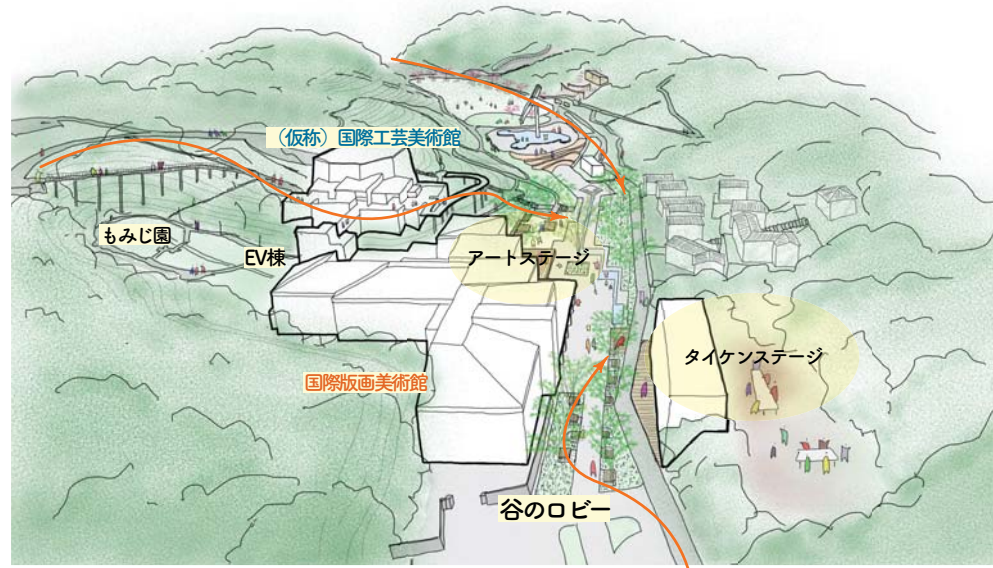 （仮称）国際工芸美術館
もみじ園
EV棟
アートステージ
タイケンステージ
国際版画美術館
谷のロビー